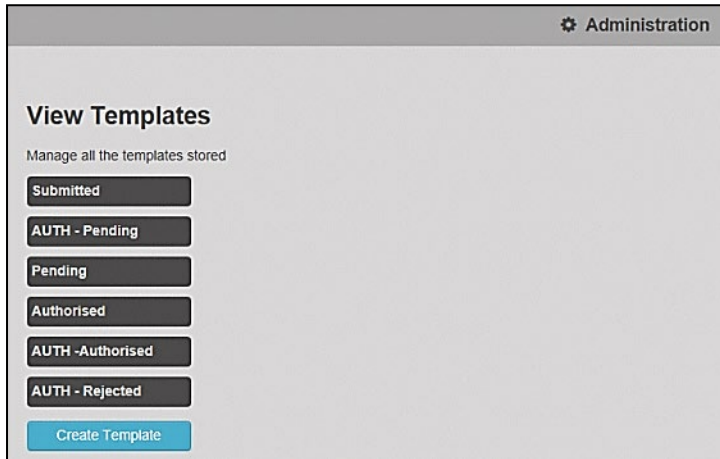 Administration
View Templates
Manage all the templates stored
Submitted
AUTH - Pending
Pending
Authorised
AUTH -Authorised
AUTH - Rejected
Create Template